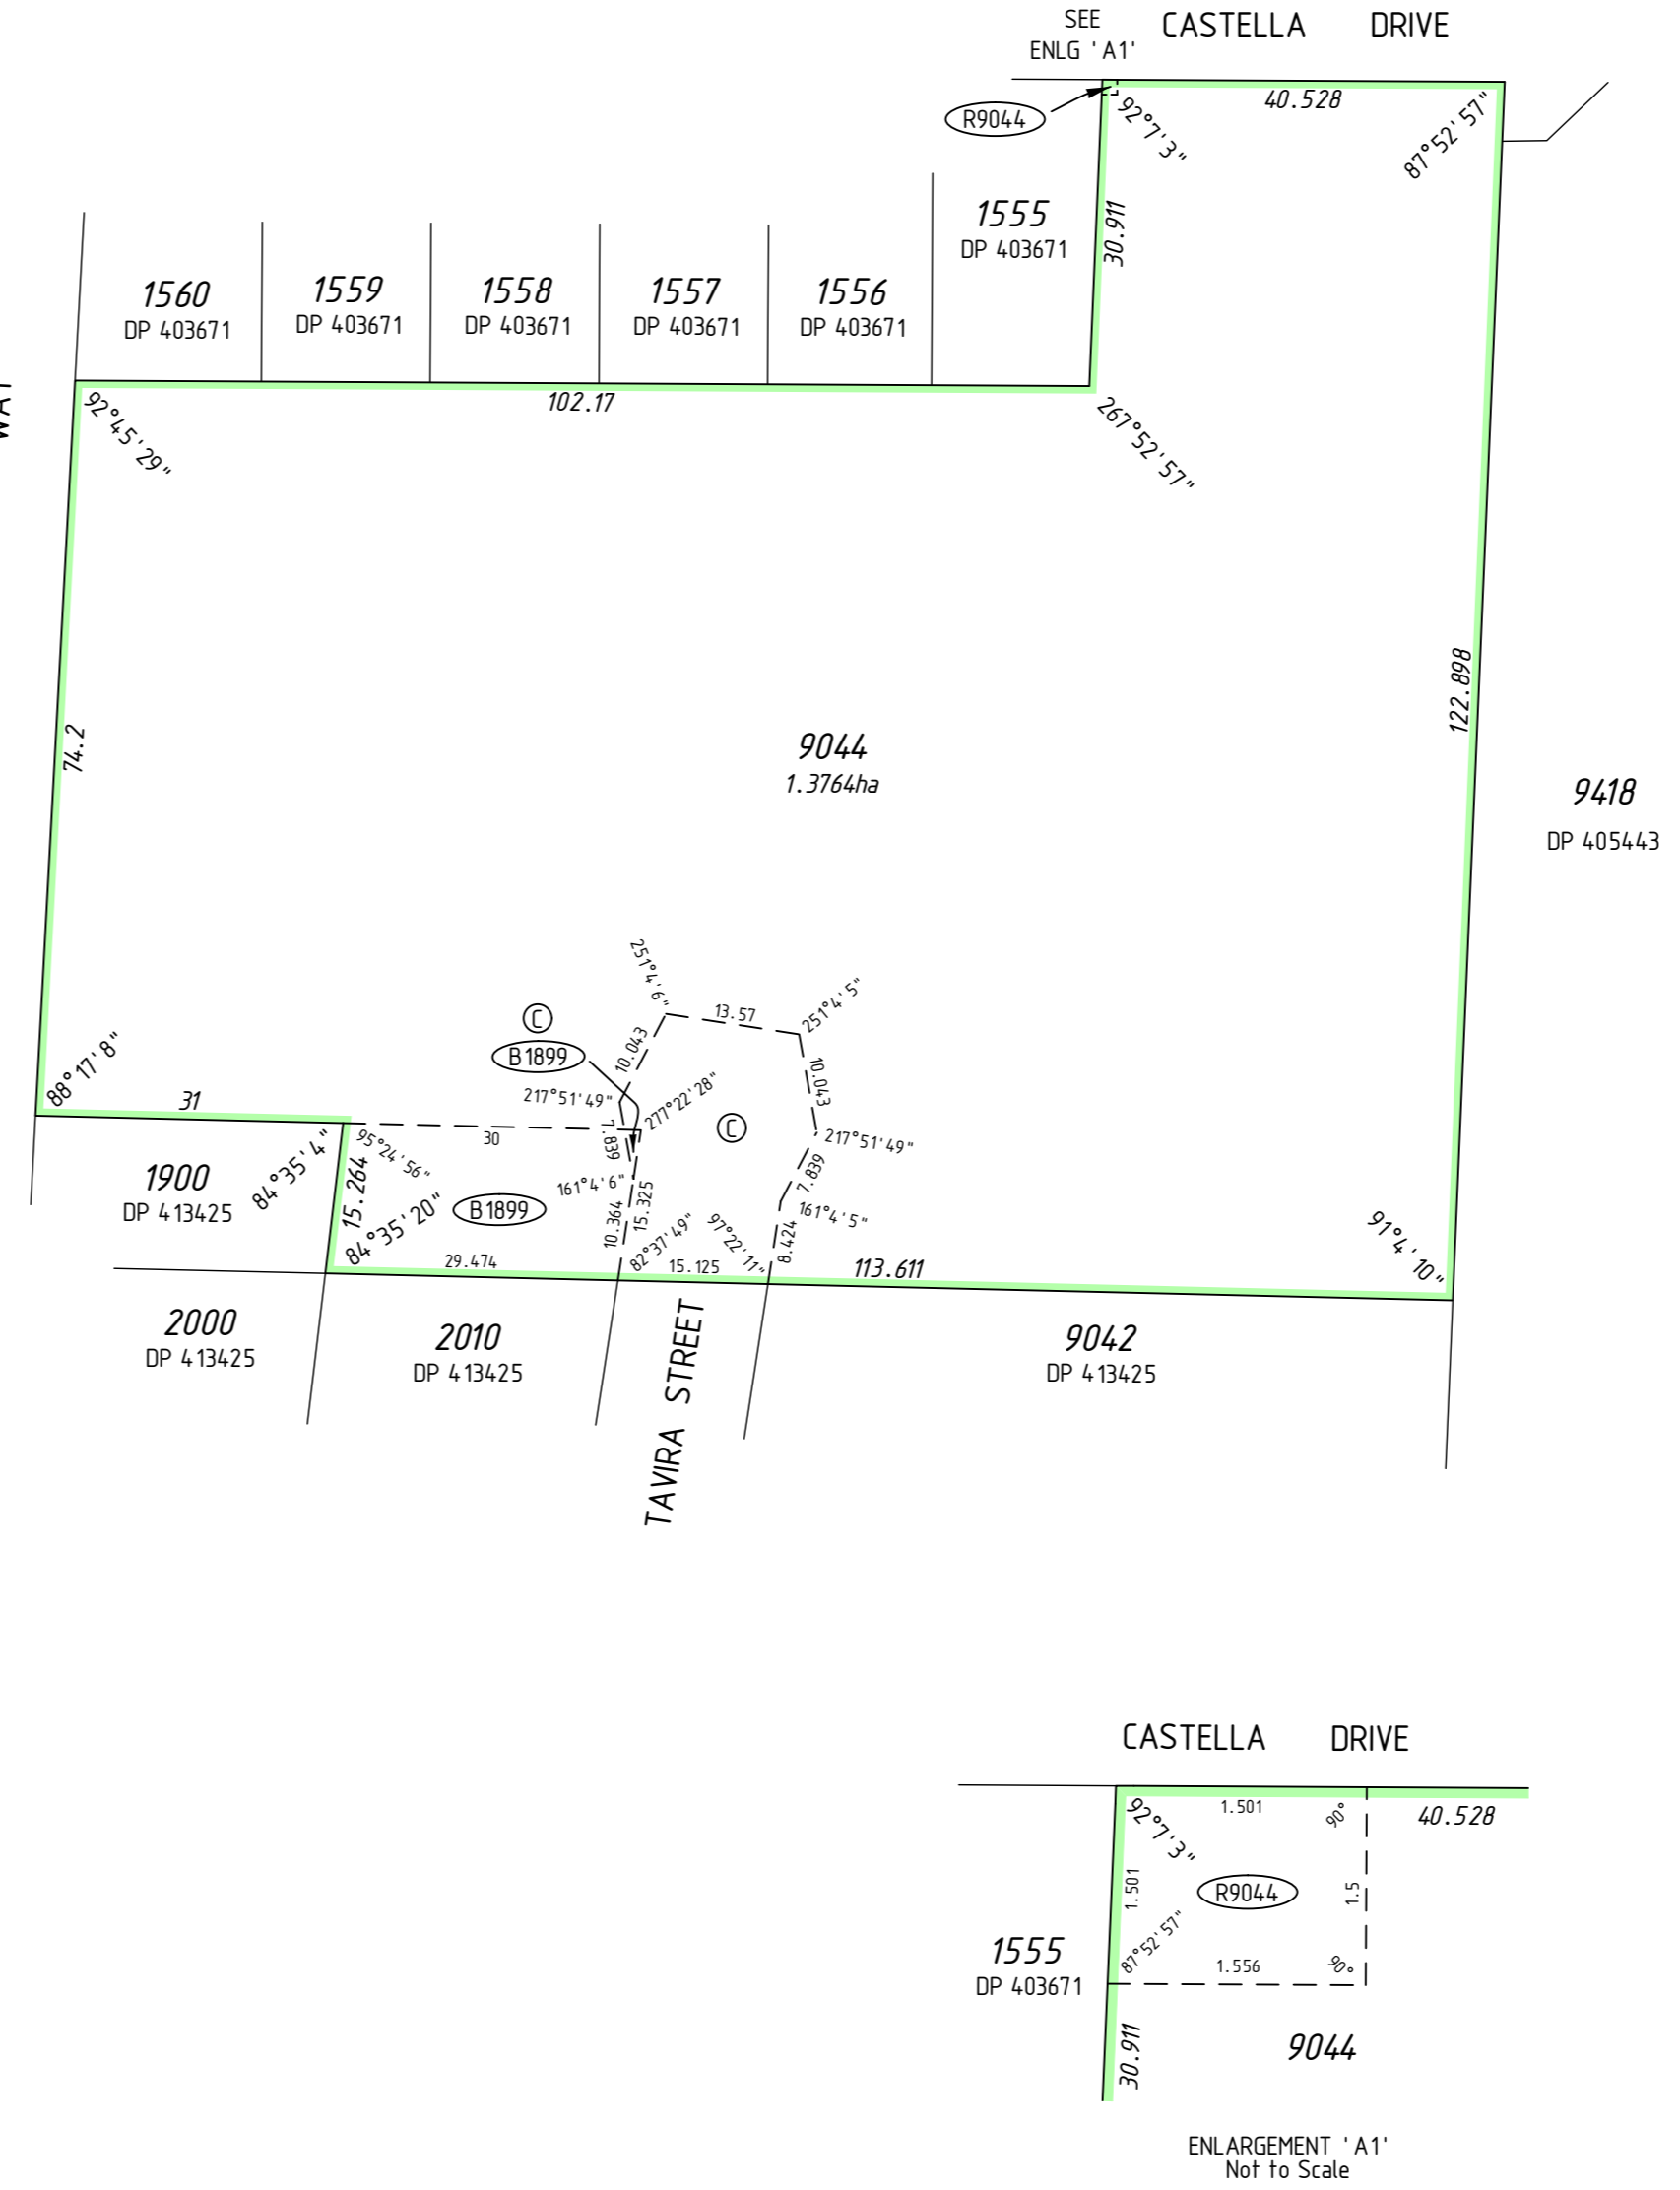 SEE
ENLG 'A1'
CASTELLA DRIVE
R9044
92°7'3"
40.528
87°52'57"
30.911
1555
DP 403671
1560
DP 403671
1559
DP 403671
1558
DP 403671
1557
DP 403671
1556
DP 403671
WAY
92°45'29"
102.17
267°52'57"
74.2
122.898
9044
1.3764ha
9418
DP 405443
251°4'6"
13.57
251°4'5"
C
B1899
10.043
10.043
88°17'8"
31
217°51'49"
277°22'28"
C
217°51'49"
30
7.839
7.839
95°24'56"
84°35'4"
15.264
1900
DP 413425
161°4'6"
161°4'5"
B1899
84°35'20"
10.364
15.325
82°37'49"
97°22'11"
8.424
91°4'10"
29.474
15.125
113.611
2000
DP 413425
2010
DP 413425
TAVIRA STREET
9042
DP 413425
CASTELLA DRIVE
92°7'3"
1.501
90°
40.528
1.501
R9044
1.5
87°52'57"
1.556
90°
1555
DP 403671
30.911
9044
ENLARGEMENT 'A1'
Not to Scale